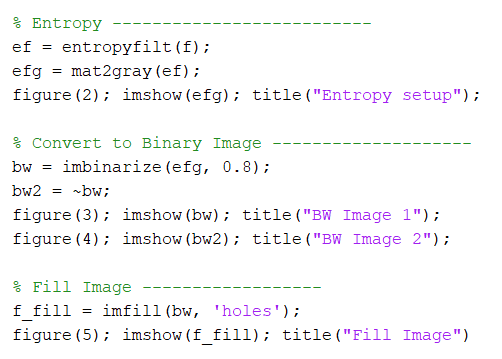 % Entropy --------------------------
ef = entropyfilt(f);
efg = mat2gray(ef);
figure(2); imshow(efg); title("Entropy setup");
% Convert to Binary Image --------------------
bw = imbinarize(efg, 0.8);
bw2 = ~bw;
figure(3); imshow(bw); title("BW Image 1");
figure(4); imshow(bw2); title("BW Image 2");
% Fill Image ------------------
f_fill = imfill(bw, 'holes');
figure(5); imshow(f_fill); title("Fill Image")